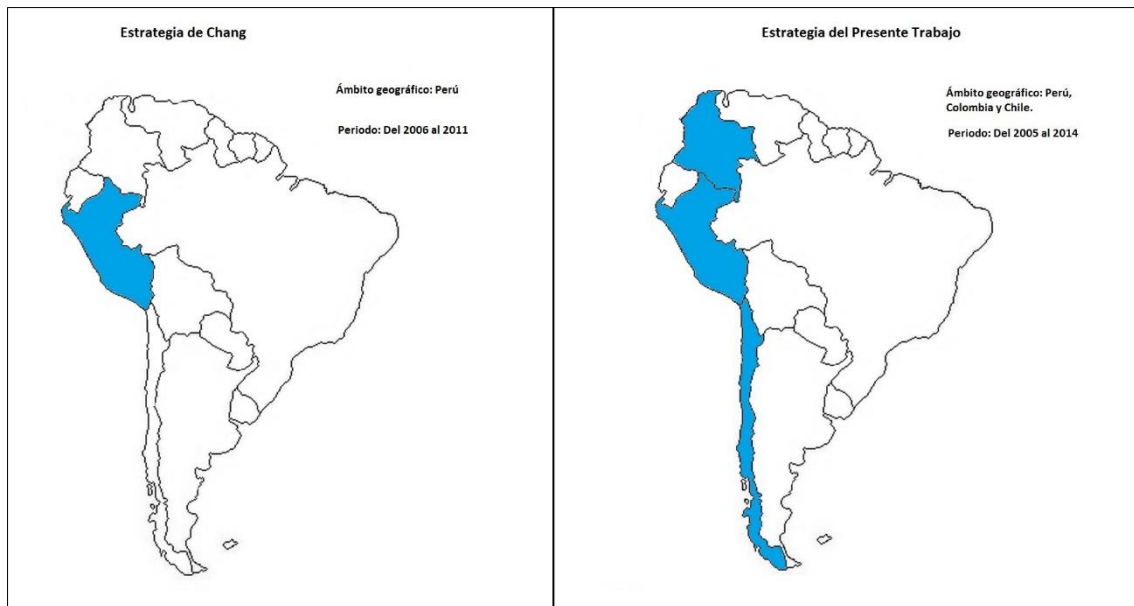 Estrategia de Chang
Ámbito geográfico: Perú
Periodo: Del 2006 al 2011
Estrategia del Presente Trabajo
Ámbito geográfico: Perú,
Colombia y Chile.
Periodo: Del 2005 al 2014